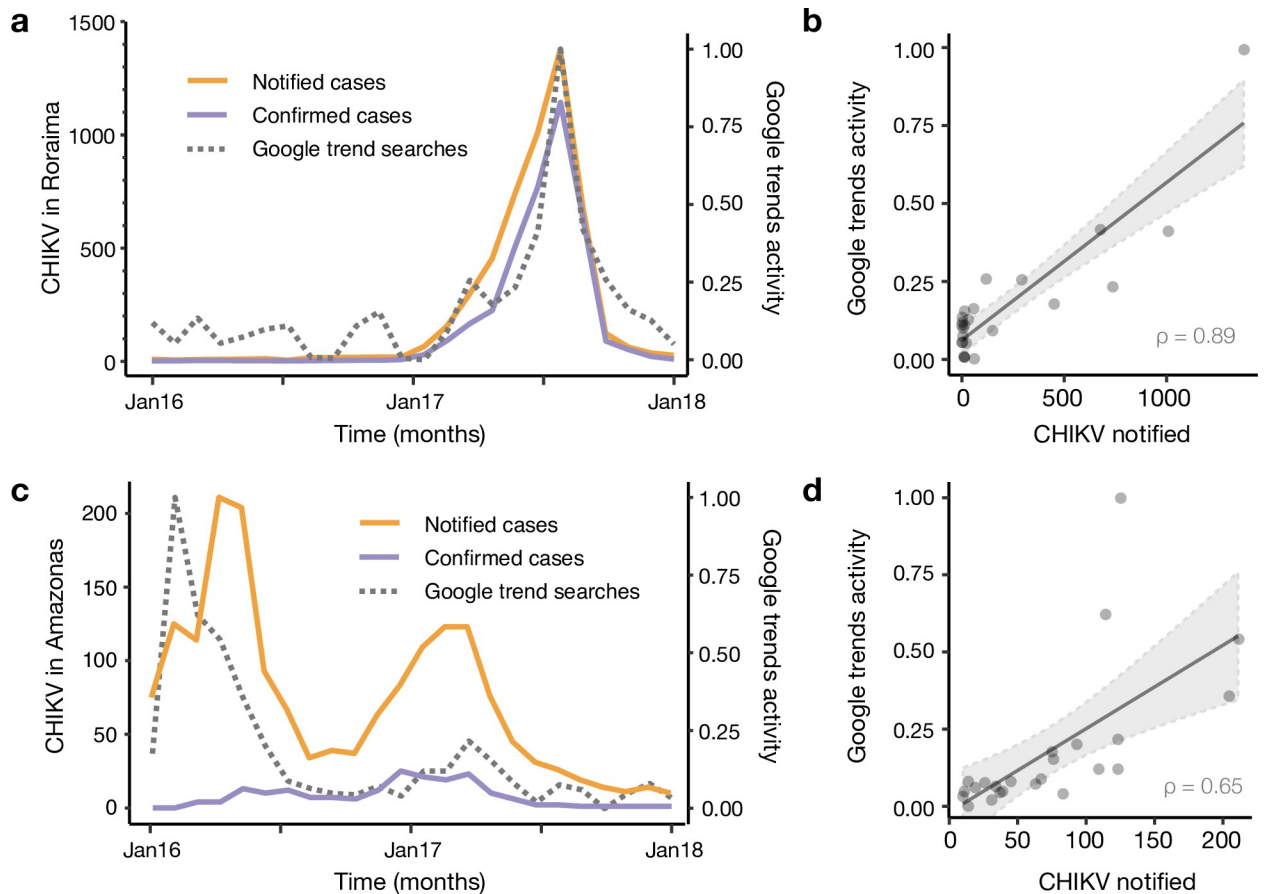 a
1500
1000
500
0
CHIKV in Roraima
Notified cases
Confirmed cases
Google trend searches
1.00
0.75
0.50
0.25
0.00
Google trends activity
Jan16
Jan17
Jan18
Time (months)
b
1.00
0.75
0.50
0.25
0.00
Google trends activity
ρ = 0.89
0
500
1000
CHIKV notified
c
200
150
100
50
0
CHIKV in Amazonas
Notified cases
Confirmed cases
Google trend searches
1.00
0.75
0.50
0.25
0.00
Google trends activity
Jan16
Jan17
Jan18
Time (months)
d
1.00
0.75
0.50
0.25
0.00
Google trends activity
ρ = 0.65
0
50
100
150
200
CHIKV notified